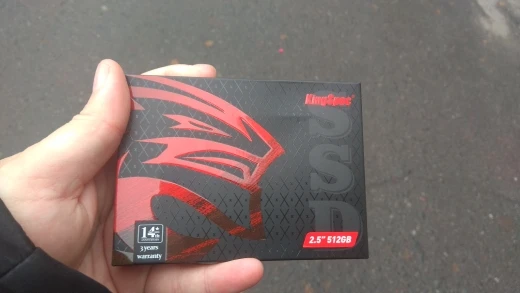 KingSpec
SSD
2.5" 512GB
14
3 years
warranty